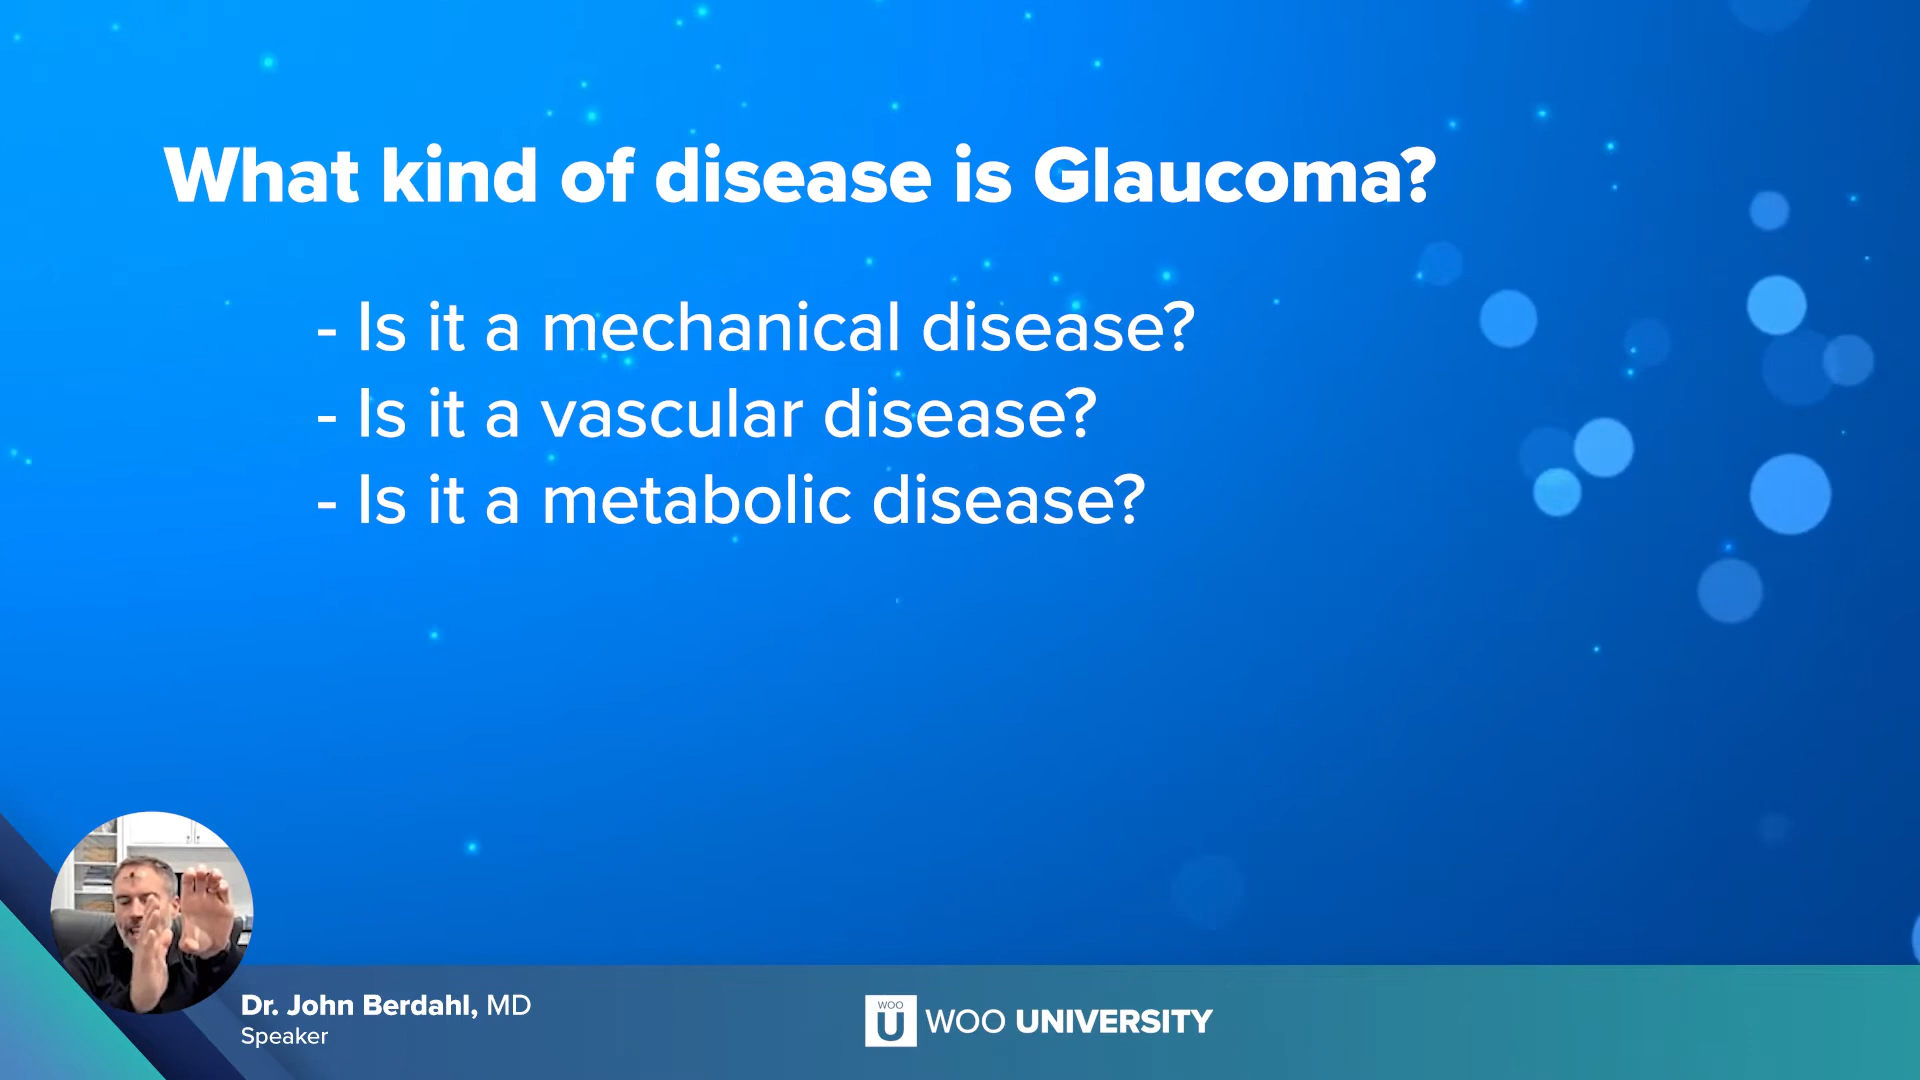 What kind of disease is Glaucoma?
- Is it a mechanical disease?
- Is it a vascular disease?
- Is it a metabolic disease?
Dr. John Berdahl, MD
Speaker
WOO
U
WOO UNIVERSITY